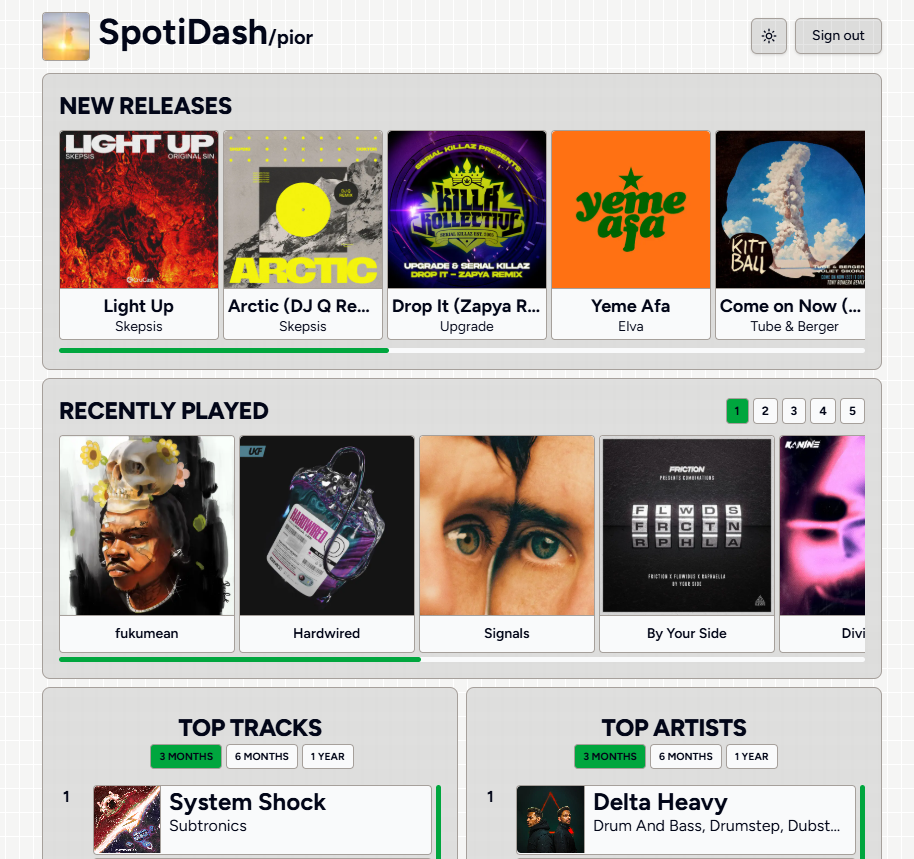 SpotiDash/pior
Sign out
NEW RELEASES
LIGHT UP
SKEPSIS ORIGINAL SIN
ARCTIC
SERIAL KILLAZ PRESENTS
KILLA
KOLLECTIVE
SERIAL KILLAZ EST. 2003
UPGRADE & SERIAL KILLAZ
DROP IT - ZAPYA REMIX
yeme
afa
KITT
BALL
Light Up
Skepsis
Arctic (DJ Q Re...
Skepsis
Drop It (Zapya R...
Upgrade
Yeme Afa
Elva
Come on Now (...
Tube & Berger
RECENTLY PLAYED
1 2 3 4 5
UKF
HARDWIRED
FRICTION
PRESENTS COMBINATIONS
F L W D S
F R C T N
R P H L A
FRICTION X FLOWIDUS X RAPHAELLA
BY YOUR SIDE
KANINE
fukumean
Hardwired
Signals
By Your Side
Divi
TOP TRACKS
3 MONTHS 6 MONTHS 1 YEAR
1
System Shock
Subtronics
TOP ARTISTS
3 MONTHS 6 MONTHS 1 YEAR
1
Delta Heavy
Drum And Bass, Drumstep, Dubst...